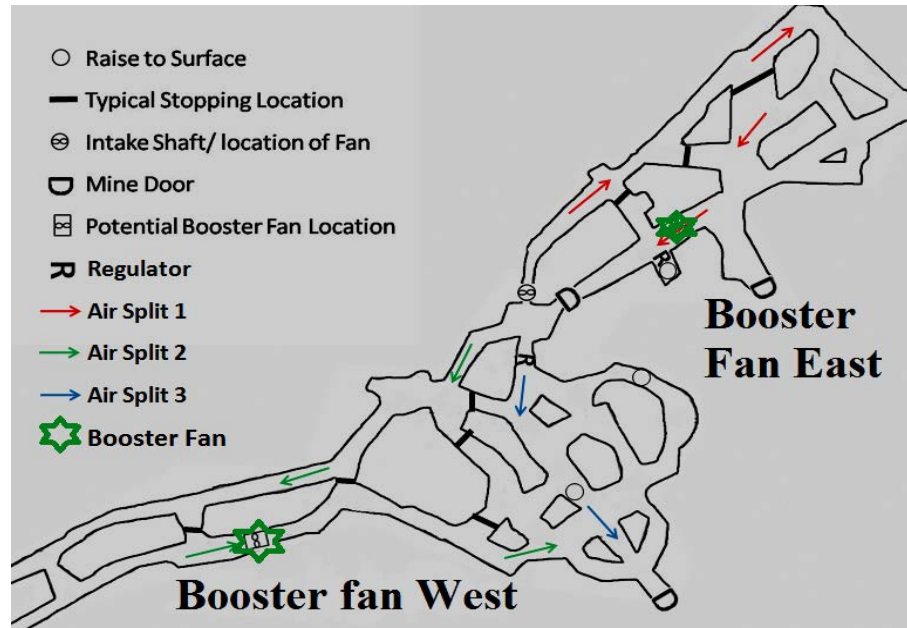 Raise to Surface
Typical Stopping Location
Intake Shaft/ location of Fan
Mine Door
Potential Booster Fan Location
R Regulator
Air Split 1
Air Split 2
Air Split 3
Booster Fan
R
Booster
Fan East
R
Booster fan West